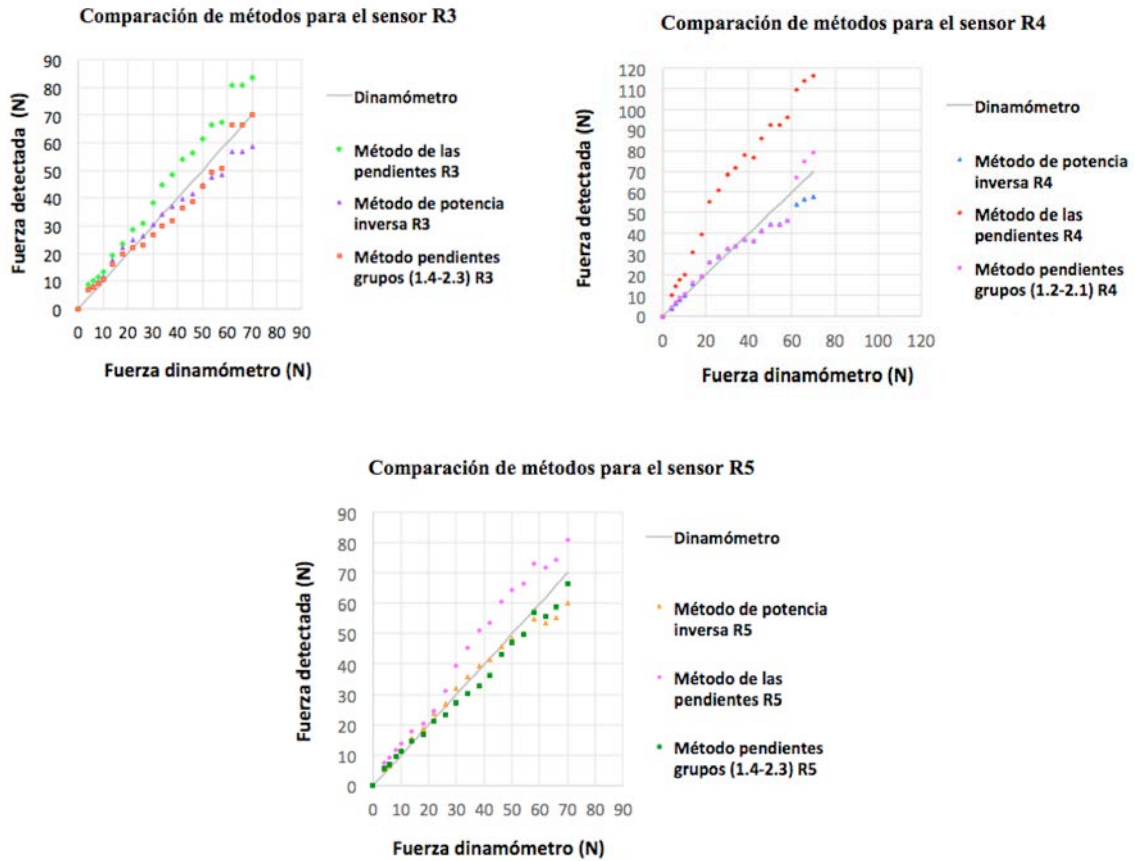 Comparación de métodos para el sensor R3
90
80
70
60
50
40
30
20
10
0
0 10 20 30 40 50 60 70 80 90
Fuerza detectada (N)
Fuerza dinamómetro (N)
Dinamómetro
Método de las
pendientes R3
Método de potencia
inversa R3
Método pendientes
grupos (1.4-2.3) R3
Comparación de métodos para el sensor R4
120
110
100
90
80
70
60
50
40
30
20
10
0
0 20 40 60 80 100 120
Fuerza detectada (N)
Fuerza dinamómetro (N)
Dinamómetro
Método de potencia
inversa R4
Método de las
pendientes R4
Método pendientes
grupos (1.2-2.1) R4
Comparación de métodos para el sensor R5
90
80
70
60
50
40
30
20
10
0
0 10 20 30 40 50 60 70 80 90
Fuerza detectada (N)
Fuerza dinamómetro (N)
Dinamómetro
Método de potencia
inversa R5
Método de las
pendientes R5
Método pendientes
grupos (1.4-2.3) R5